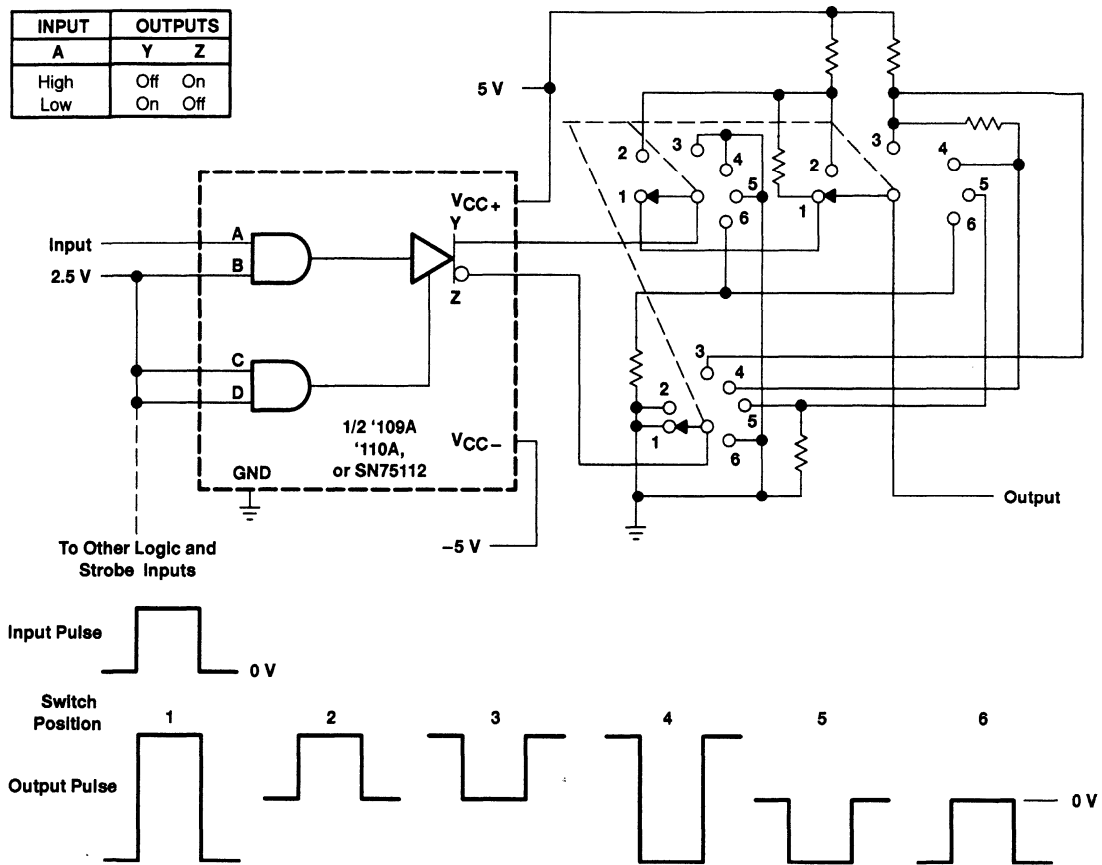 INPUT OUTPUTS
A Y Z
High Off On
Low On Off
5 V
2 3 4 5 1 6
2 3 4 5 1 6
VCC+
Input A Y
2.5 V B Z
C
D
3 4 2 5 1 6
1/2 '109A
'110A,
or SN75112
VCC−
GND
Output
−5 V
To Other Logic and
Strobe Inputs
Input Pulse
0 V
Switch
Position 1 2 3 4 5 6
Output Pulse
0 V